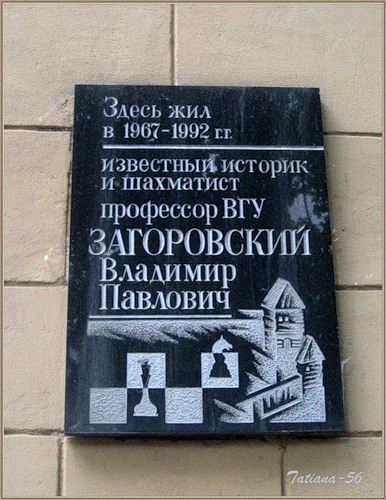 Здесь жил
в 1967-1992 г.г.
известный историк
и шахматист
профессор ВГУ
ЗАГОРОВСКИЙ
Владимир
Павлович
Tatiana-56